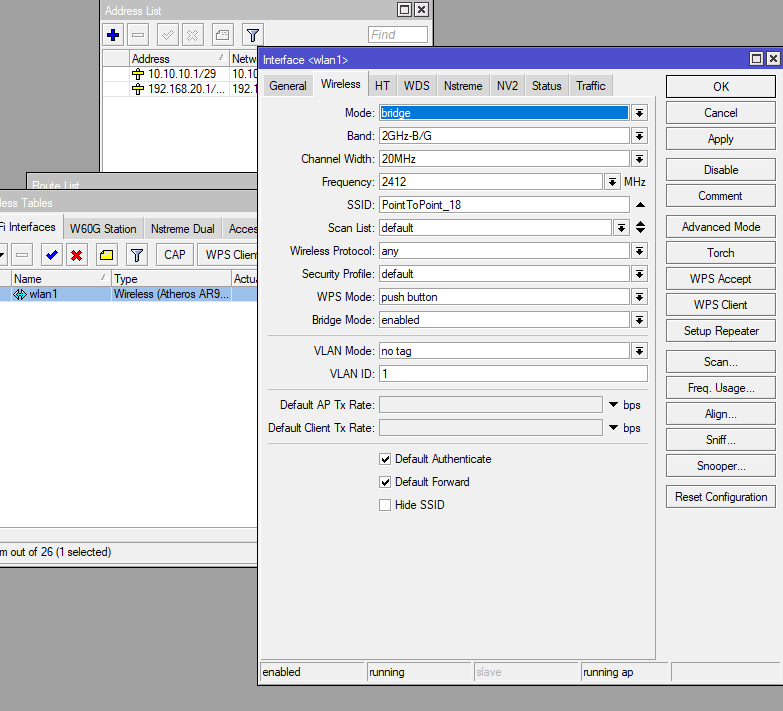 Address List
Find
Address
Netw
10.10.10.1/29
10.10
192.168.20.1/...
192.1
Route List
less Tables
Fi Interfaces
W60G Station
Nstreme Dual
Acces
CAP
WPS Clien
Name
Type
Actua
wlan1
Wireless (Atheros AR9...
m out of 26 (1 selected)
Interface <wlan1>
General
Wireless
HT
WDS
Nstreme
NV2
Status
Traffic
Mode: bridge
Band: 2GHz-B/G
Channel Width: 20MHz
Frequency: 2412 MHz
SSID: PointToPoint_18
Scan List: default
Wireless Protocol: any
Security Profile: default
WPS Mode: push button
Bridge Mode: enabled
VLAN Mode: no tag
VLAN ID: 1
Default AP Tx Rate: bps
Default Client Tx Rate: bps
Default Authenticate
Default Forward
Hide SSID
OK
Cancel
Apply
Disable
Comment
Advanced Mode
Torch
WPS Accept
WPS Client
Setup Repeater
Scan...
Freq. Usage...
Align...
Sniff...
Snooper...
Reset Configuration
enabled
running
slave
running ap